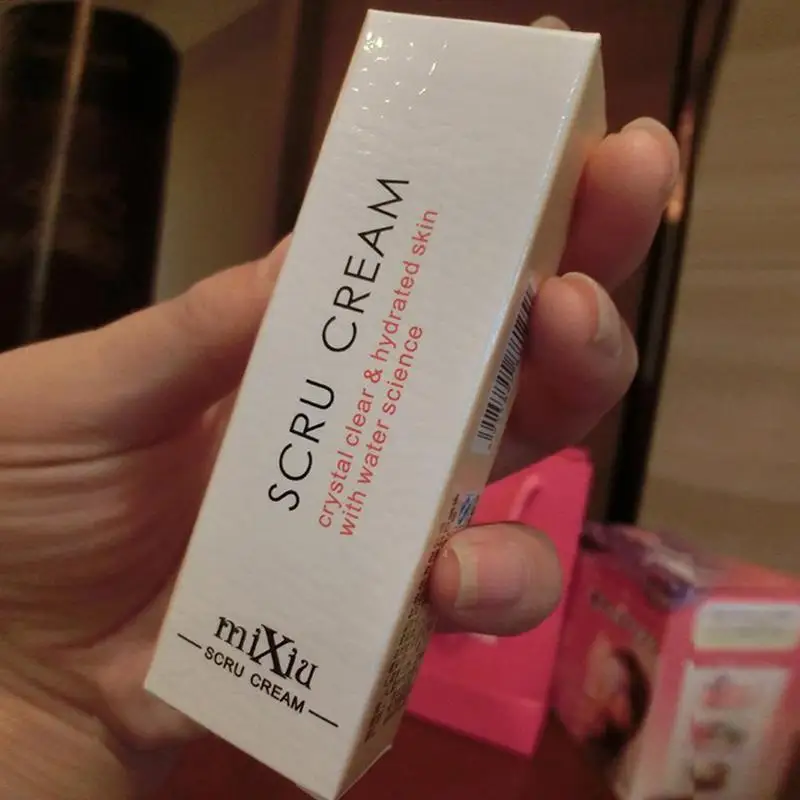 SCRU CREAM
crystal clear & hydrated skin
with water science
miXiu
SCRU CREAM